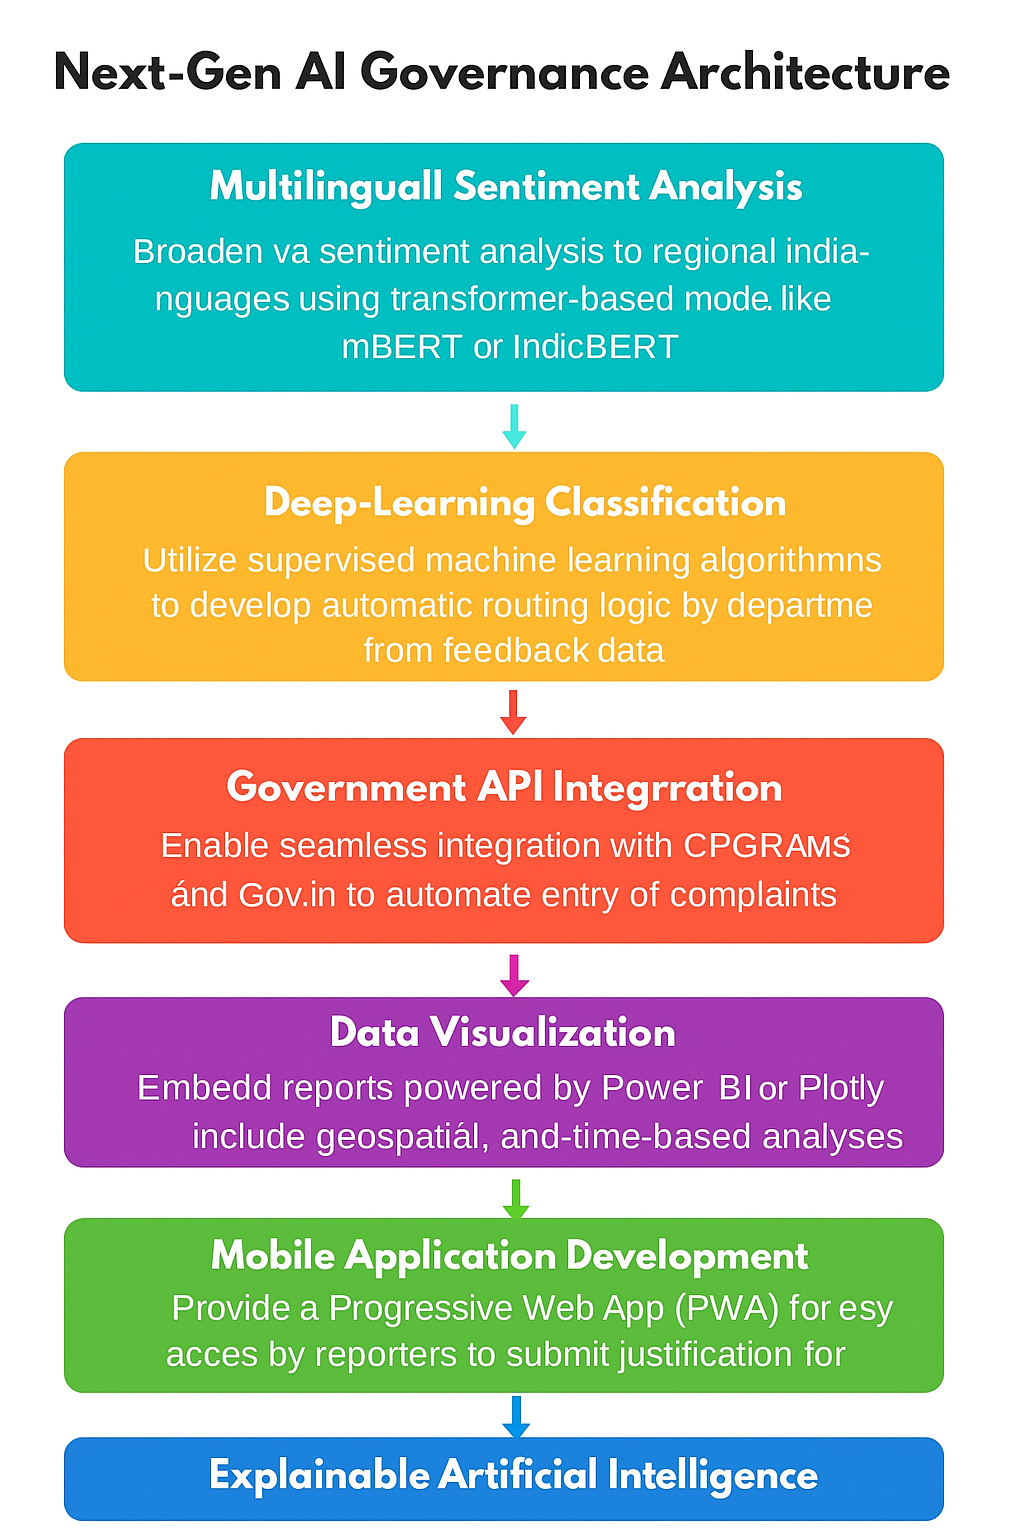 Next-Gen AI Governance Architecture
Multilinguall Sentiment Analysis
Broaden va sentiment analysis to regional india-
nguages using transformer-based mode. like
mBERT or IndicBERT
Deep-Learning Classification
Utilize supervised machine learning algorithmns
to develop automatic routing logic by departme
from feedback data
Government API Integrration
Enable seamless integration with CPGRAMS
ánd Gov.in to automate entry of complaints
Data Visualization
Embedd reports powered by Power BI or Plotly
include geospatiál, and-time-based analyses
Mobile Application Development
Provide a Progressive Web App (PWA) for esy
acces by reporters to submit justification for
Explainable Artificial Intelligence